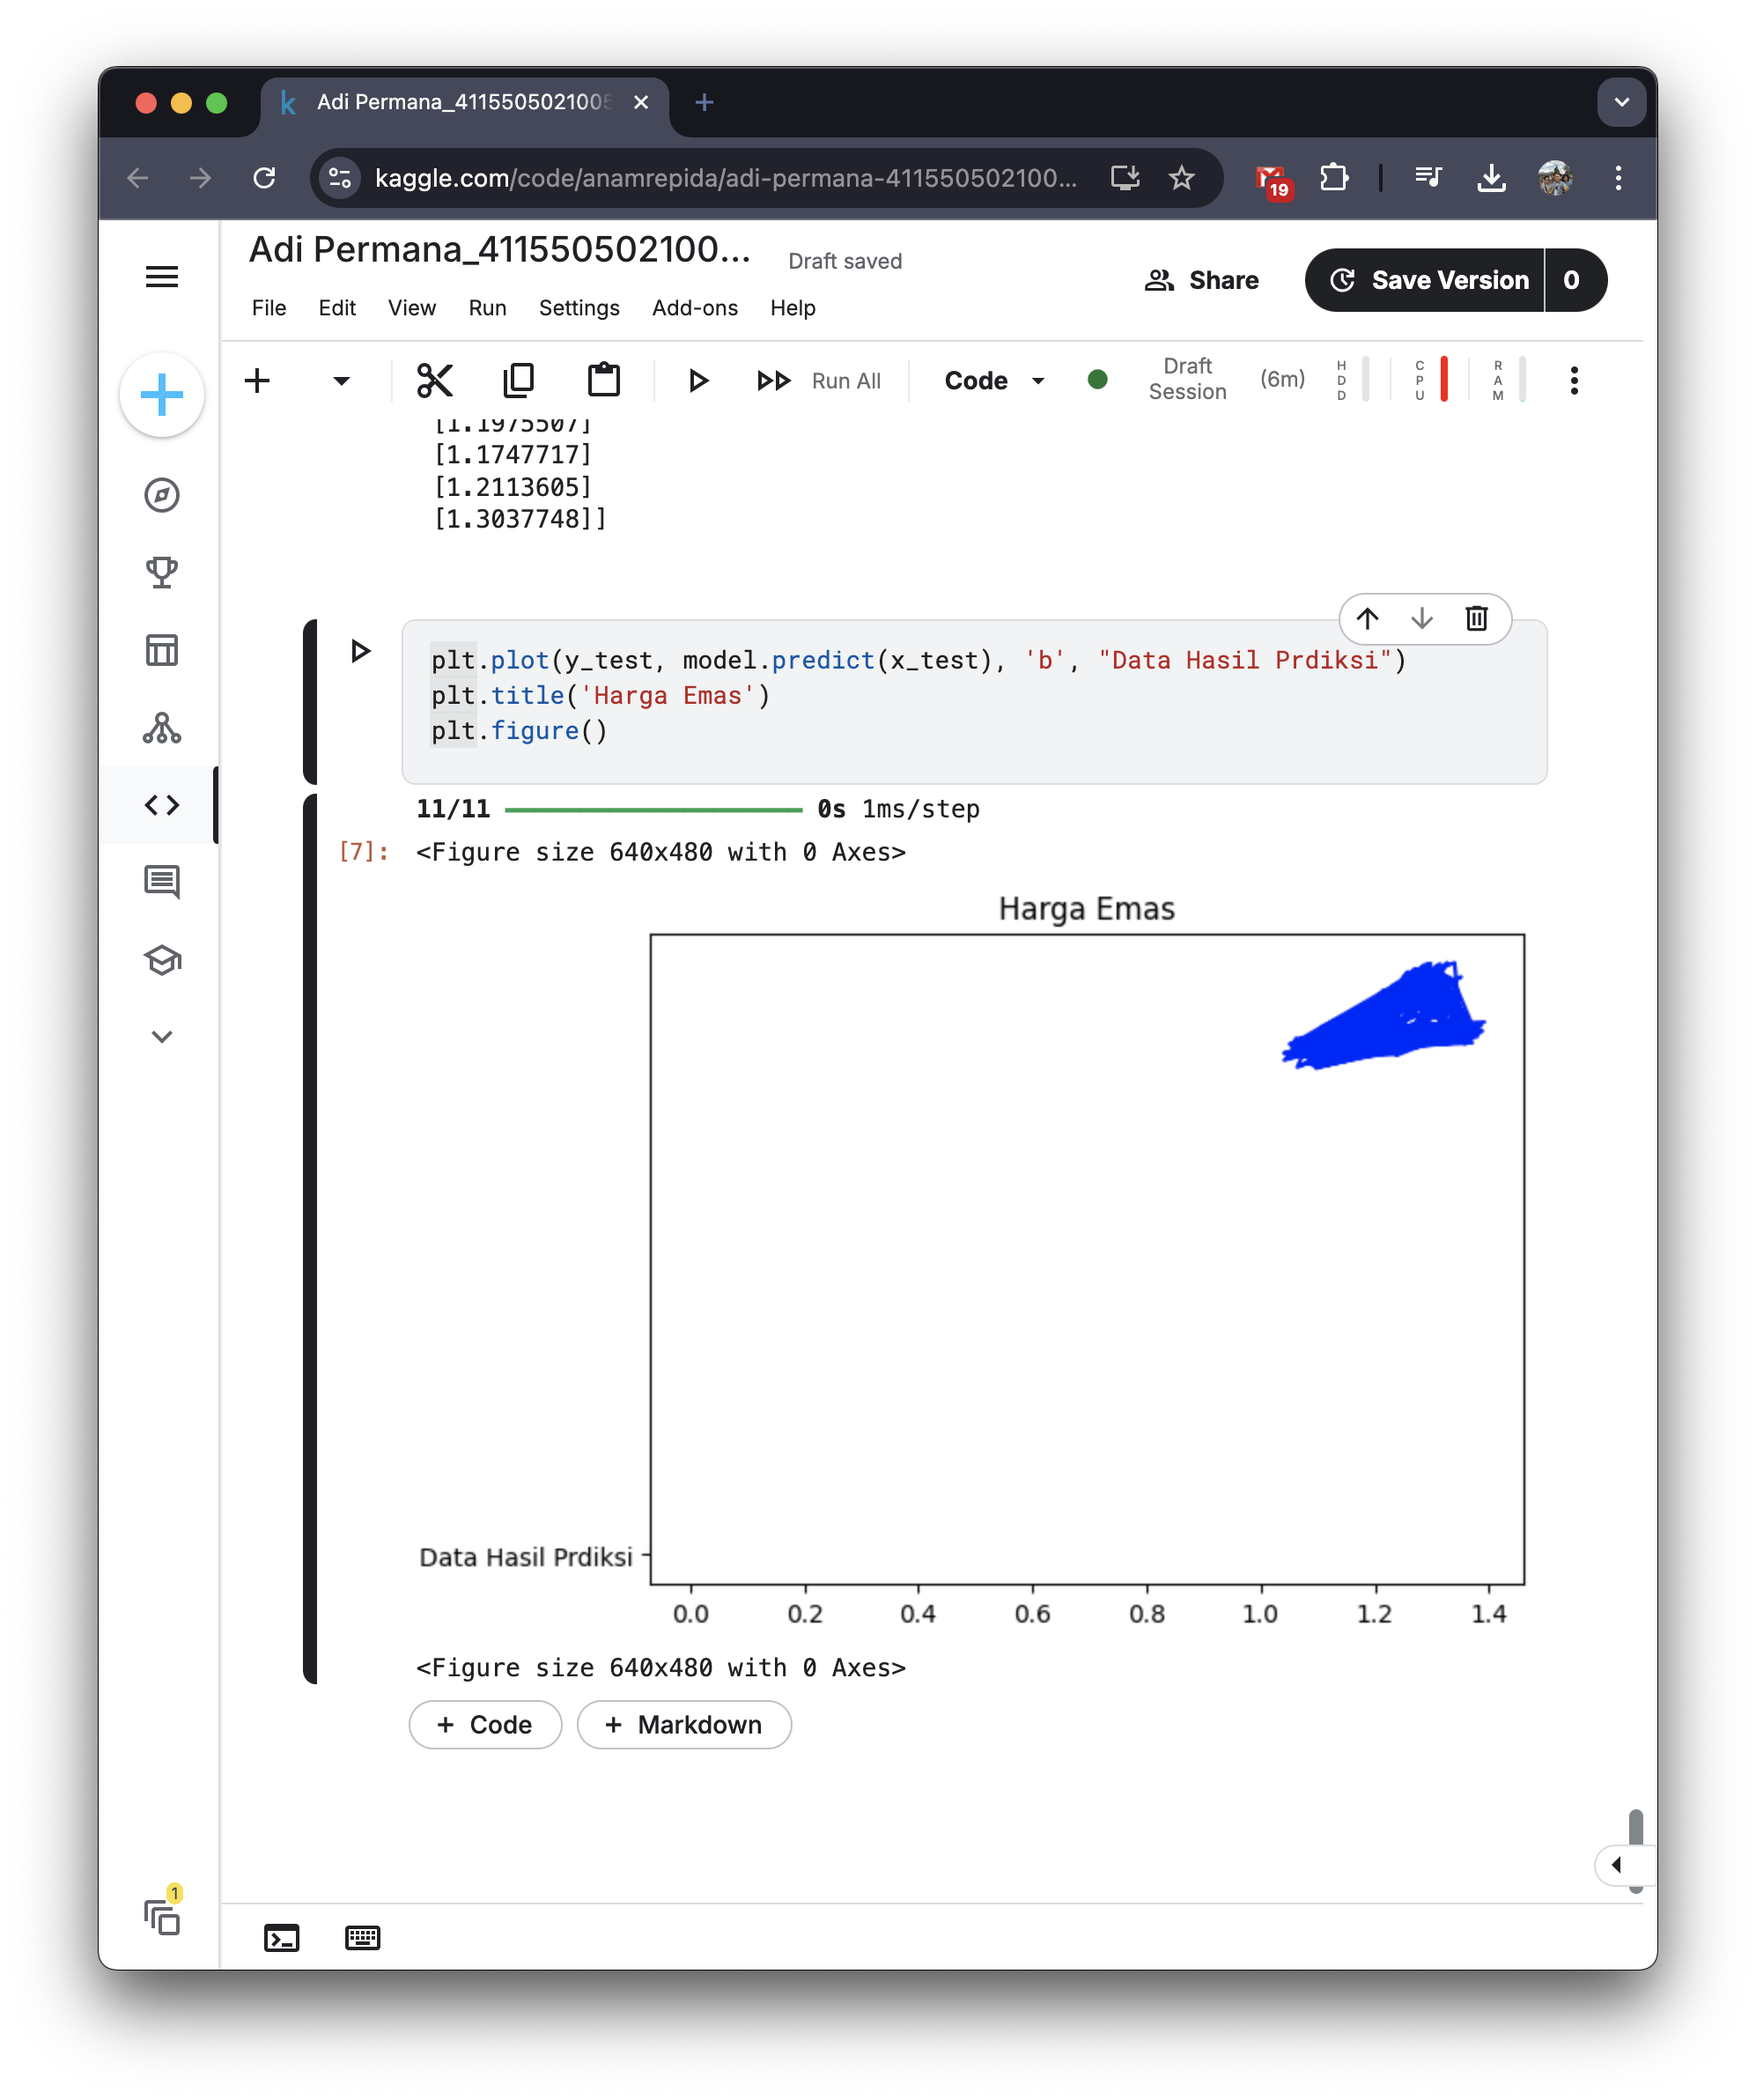 Adi Permana_4115505021005
kaggle.com/code/anamrepida/adi-permana-411550502100...
19
Adi Permana_411550502100...
Draft saved
Share
Save Version
0
File Edit View Run Settings Add-ons Help
Run All
Code
Draft Session
(6m)
HDD
CPU
RAM
[1.1975507]
[1.1747717]
[1.2113605]
[1.3037748]]
plt.plot(y_test, model.predict(x_test), 'b', "Data Hasil Prdiksi")
plt.title('Harga Emas')
plt.figure()
11/11 0s 1ms/step
[7]: <Figure size 640x480 with 0 Axes>
Harga Emas
Data Hasil Prdiksi
0.0 0.2 0.4 0.6 0.8 1.0 1.2 1.4
<Figure size 640x480 with 0 Axes>
+ Code + Markdown
1